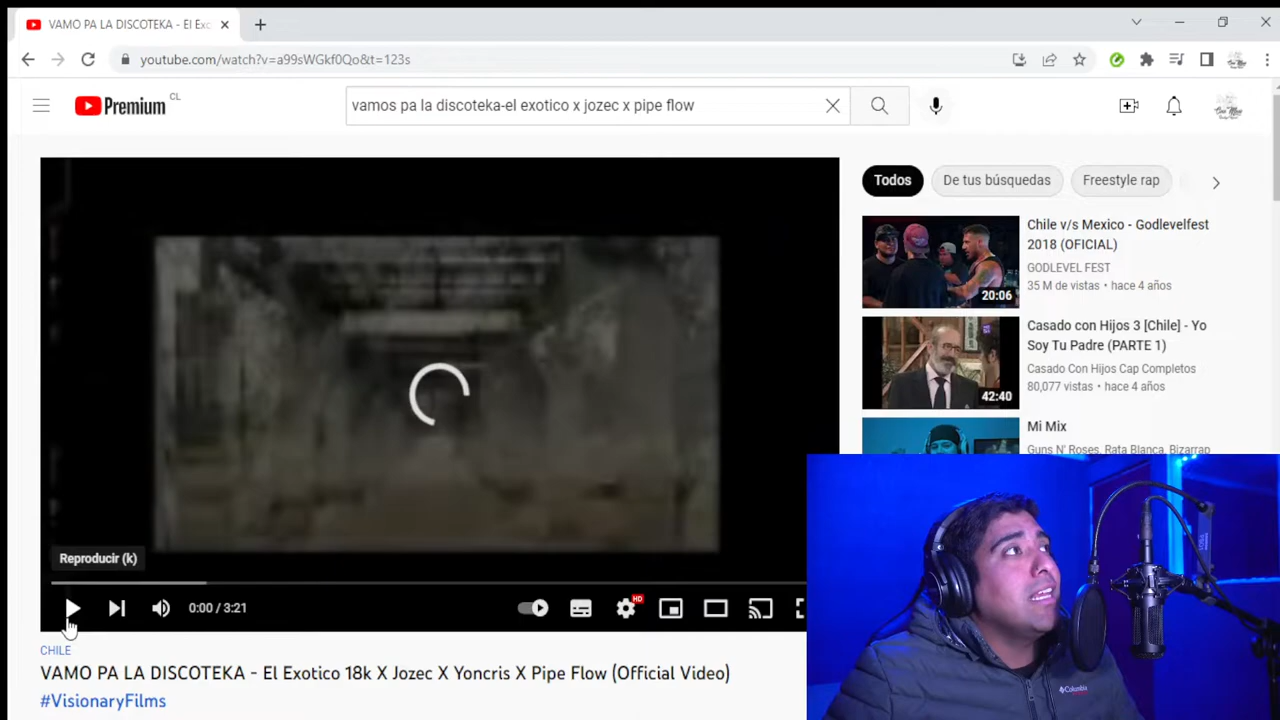 VAMO PA LA DISCOTEKA - El Exc
youtube.com/watch?v=a99sWGkf0Qo&t=123s
Premium CL
vamos pa la discoteka-el exotico x jozec x pipe flow
Todos
De tus búsquedas
Freestyle rap
Chile v/s Mexico - Godlevelfest
2018 (OFICIAL)
GODLEVEL FEST
35 M de vistas • hace 4 años
20:06
Casado con Hijos 3 [Chile] - Yo
Soy Tu Padre (PARTE 1)
Casado Con Hijos Cap Completos
80,077 vistas • hace 4 años
42:40
Mi Mix
Guns N' Roses, Rata Blanca, Bizarrap
Reproducir (k)
0:00 / 3:21
HD
CHILE
VAMO PA LA DISCOTEKA - El Exotico 18k X Jozec X Yoncris X Pipe Flow (Official Video)
#VisionaryFilms
Columbia